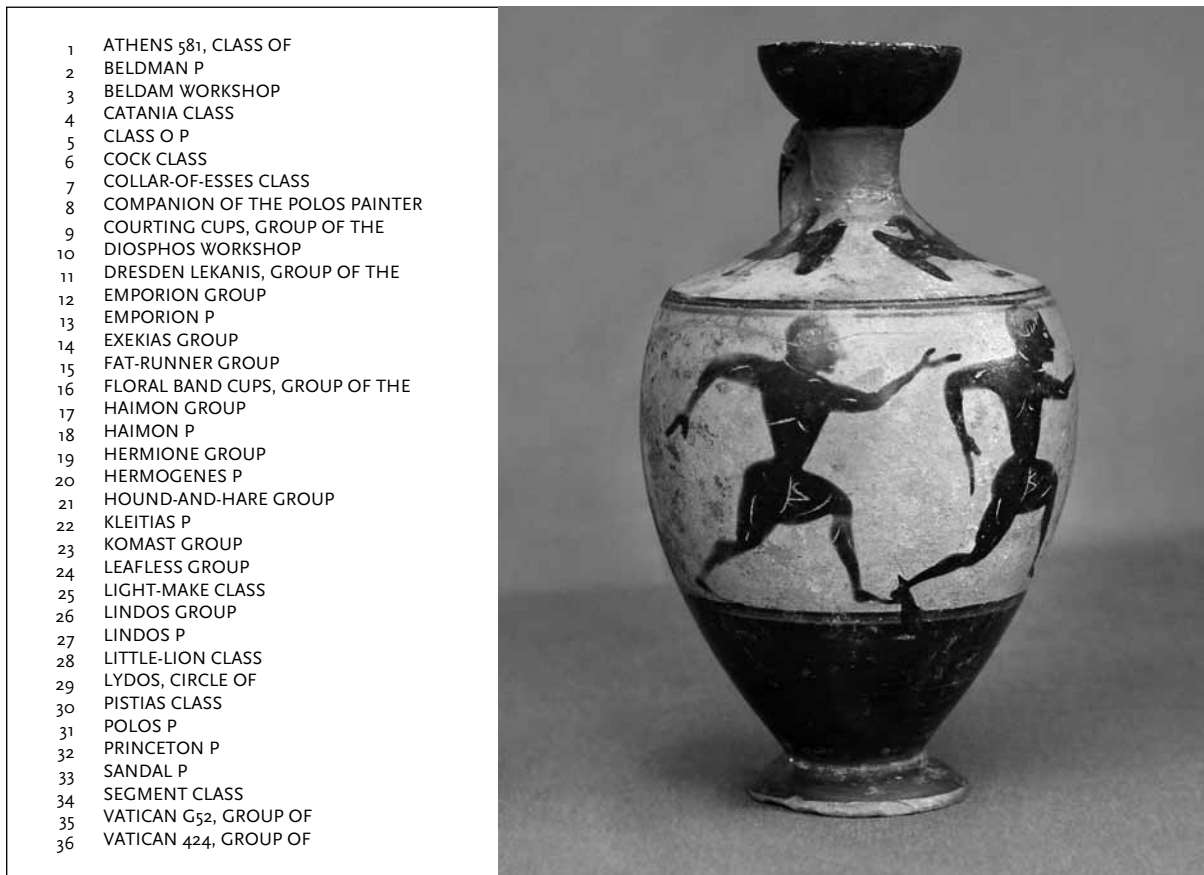 1 ATHENS 581, CLASS OF
2 BELDMAN P
3 BELDAM WORKSHOP
4 CATANIA CLASS
5 CLASS O P
6 COCK CLASS
7 COLLAR-OF-ESSES CLASS
8 COMPANION OF THE POLOS PAINTER
9 COURTING CUPS, GROUP OF THE
10 DIOSPHOS WORKSHOP
11 DRESDEN LEKANIS, GROUP OF THE
12 EMPORION GROUP
13 EMPORION P
14 EXEKIAS GROUP
15 FAT-RUNNER GROUP
16 FLORAL BAND CUPS, GROUP OF THE
17 HAIMON GROUP
18 HAIMON P
19 HERMIONE GROUP
20 HERMOGENES P
21 HOUND-AND-HARE GROUP
22 KLEITIAS P
23 KOMAST GROUP
24 LEAFLESS GROUP
25 LIGHT-MAKE CLASS
26 LINDOS GROUP
27 LINDOS P
28 LITTLE-LION CLASS
29 LYDOS, CIRCLE OF
30 PISTIAS CLASS
31 POLOS P
32 PRINCETON P
33 SANDAL P
34 SEGMENT CLASS
35 VATICAN G52, GROUP OF
36 VATICAN 424, GROUP OF